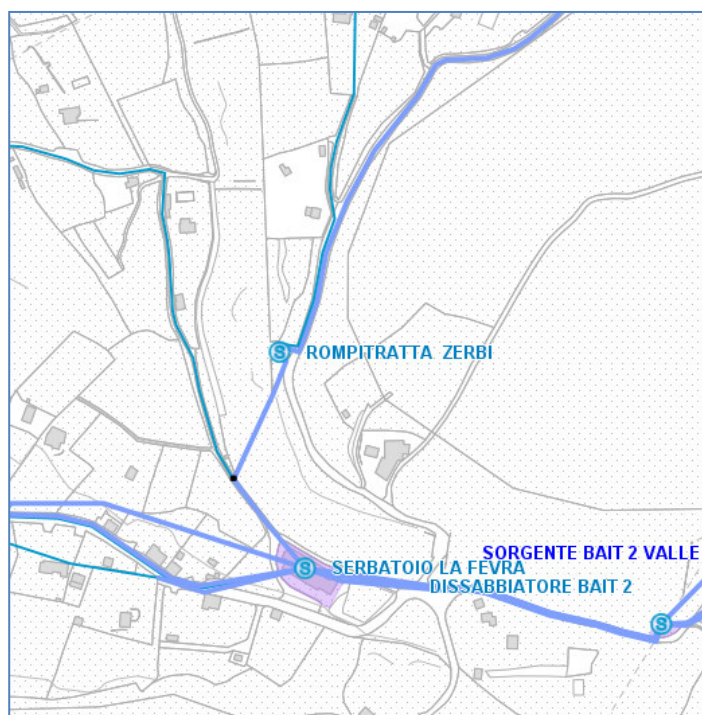 S ROMPITRATTA ZERBI
SORGENTE BAIT 2 VALLE
S SERBATOIO LA FEVRA
DISSABBIATORE BAIT 2
S